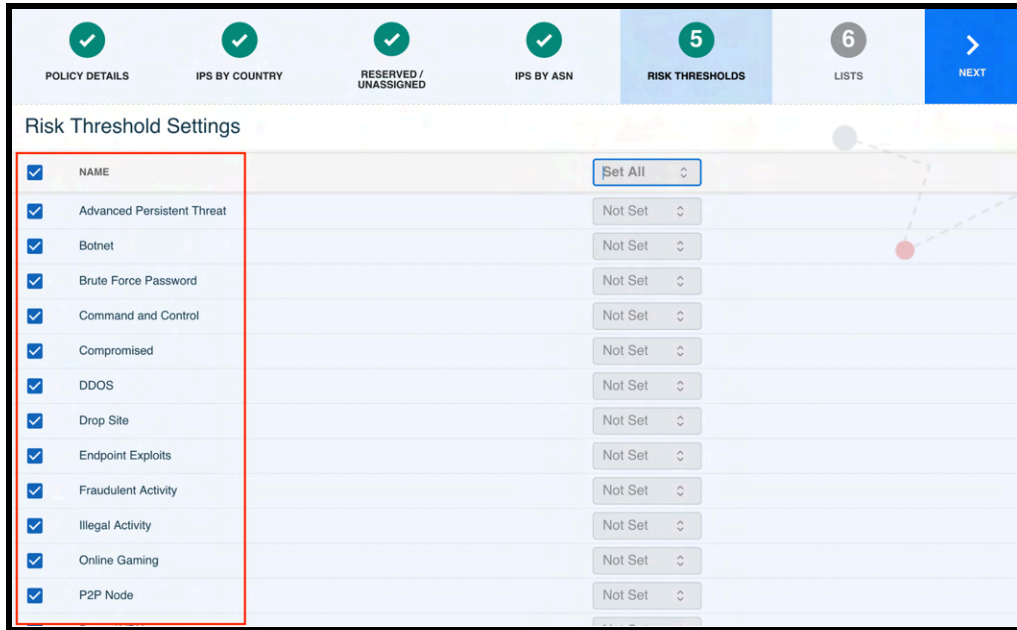 5
6
POLICY DETAILS
IPS BY COUNTRY
RESERVED /
UNASSIGNED
IPS BY ASN
RISK THRESHOLDS
LISTS
NEXT
Risk Threshold Settings
NAME Set All
Advanced Persistent Threat Not Set
Botnet Not Set
Brute Force Password Not Set
Command and Control Not Set
Compromised Not Set
DDOS Not Set
Drop Site Not Set
Endpoint Exploits Not Set
Fraudulent Activity Not Set
Illegal Activity Not Set
Online Gaming Not Set
P2P Node Not Set